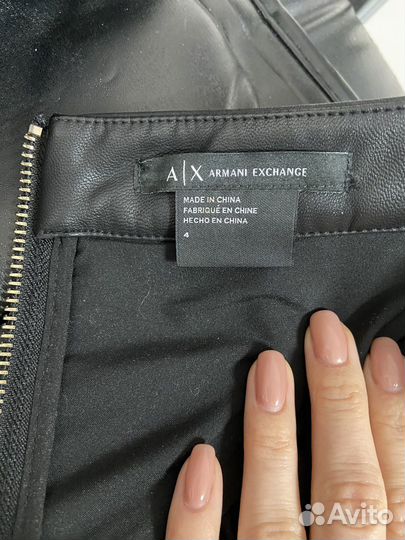 A|X ARMANI EXCHANGE
MADE IN CHINA
FABRIQUÉ EN CHINE
HECHO EN CHINA
4
Avito